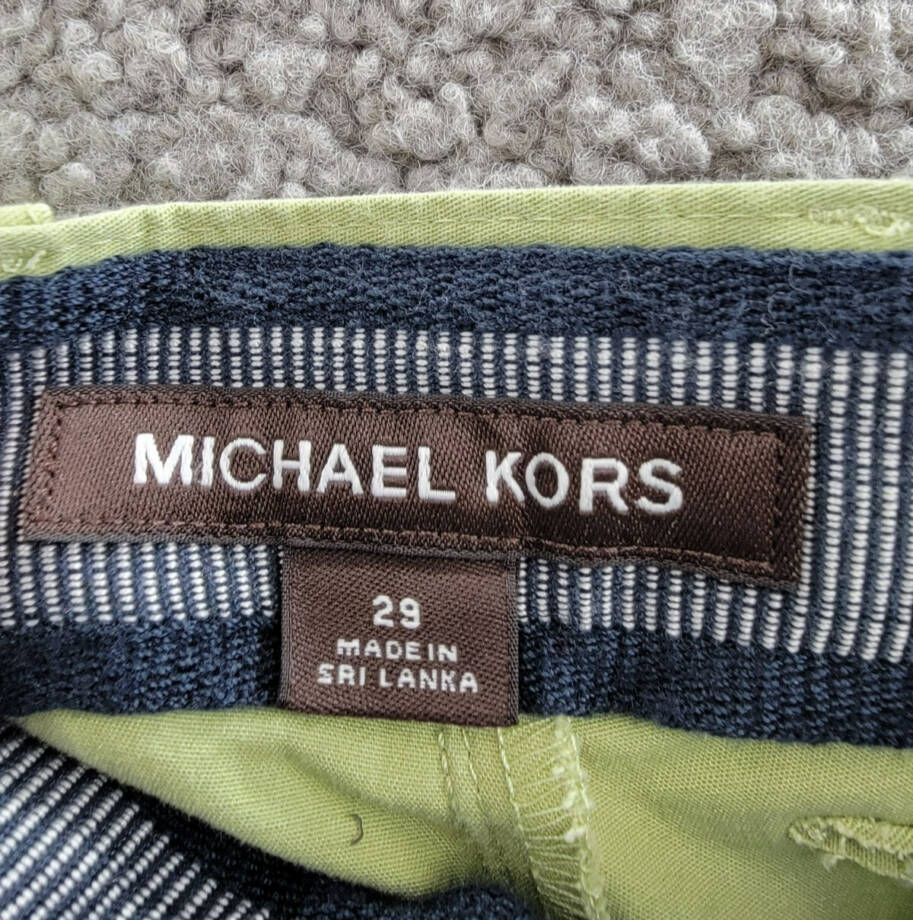 MICHAEL KORS
29
MADE IN
SRI LANKA